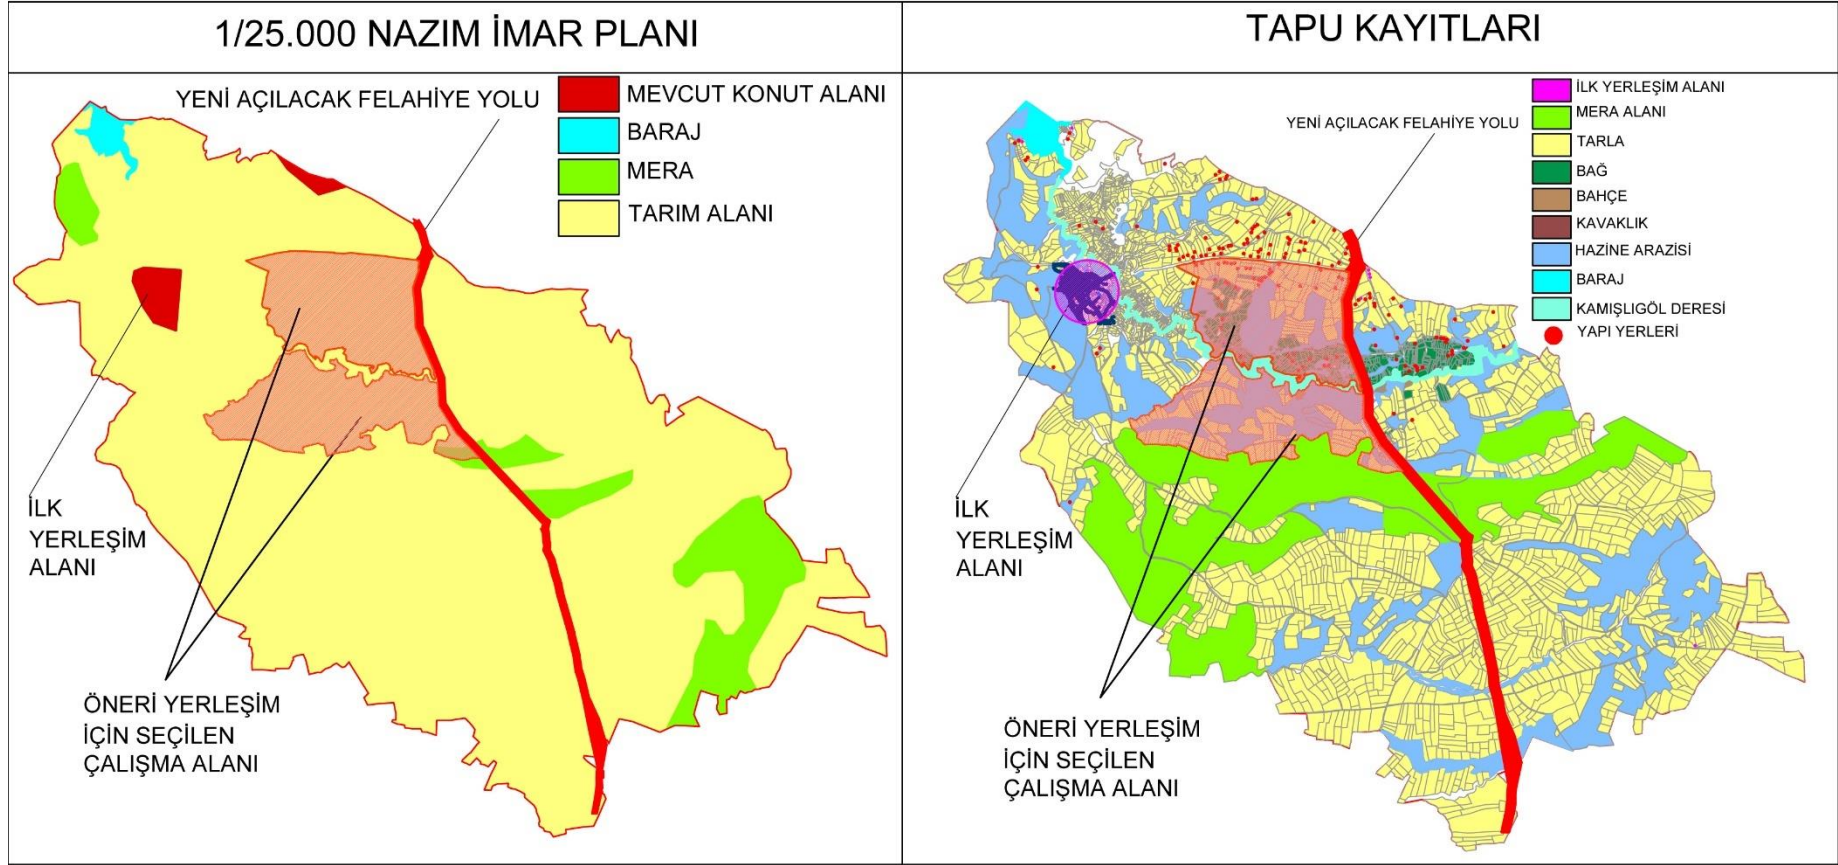 1/25.000 NAZIM İMAR PLANI
YENİ AÇILACAK FELAHİYE YOLU
MEVCUT KONUT ALANI
BARAJ
MERA
TARIM ALANI
İLK
YERLEŞİM
ALANI
ÖNERİ YERLEŞİM
İÇİN SEÇİLEN
ÇALIŞMA ALANI
TAPU KAYITLARI
YENİ AÇILACAK FELAHİYE YOLU
İLK YERLEŞİM ALANI
MERA ALANI
TARLA
BAĞ
BAHÇE
KAVAKLIK
HAZİNE ARAZİSİ
BARAJ
KAMIŞLIGÖL DERESİ
YAPI YERLERİ
İLK
YERLEŞİM
ALANI
ÖNERİ YERLEŞİM
İÇİN SEÇİLEN
ÇALIŞMA ALANI